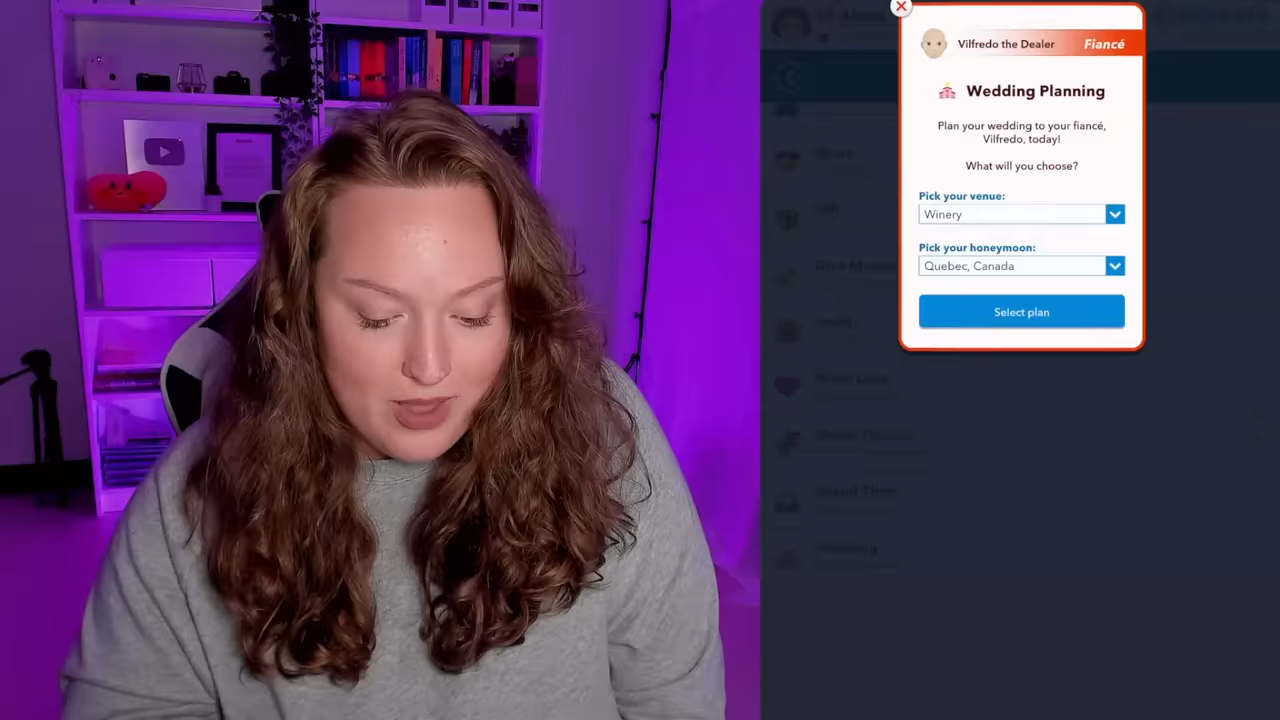 Vilfredo the Dealer
Fiancé
Wedding Planning
Plan your wedding to your fiancé,
Vilfredo, today!
What will you choose?
Pick your venue:
Winery
Pick your honeymoon:
Quebec, Canada
Select plan